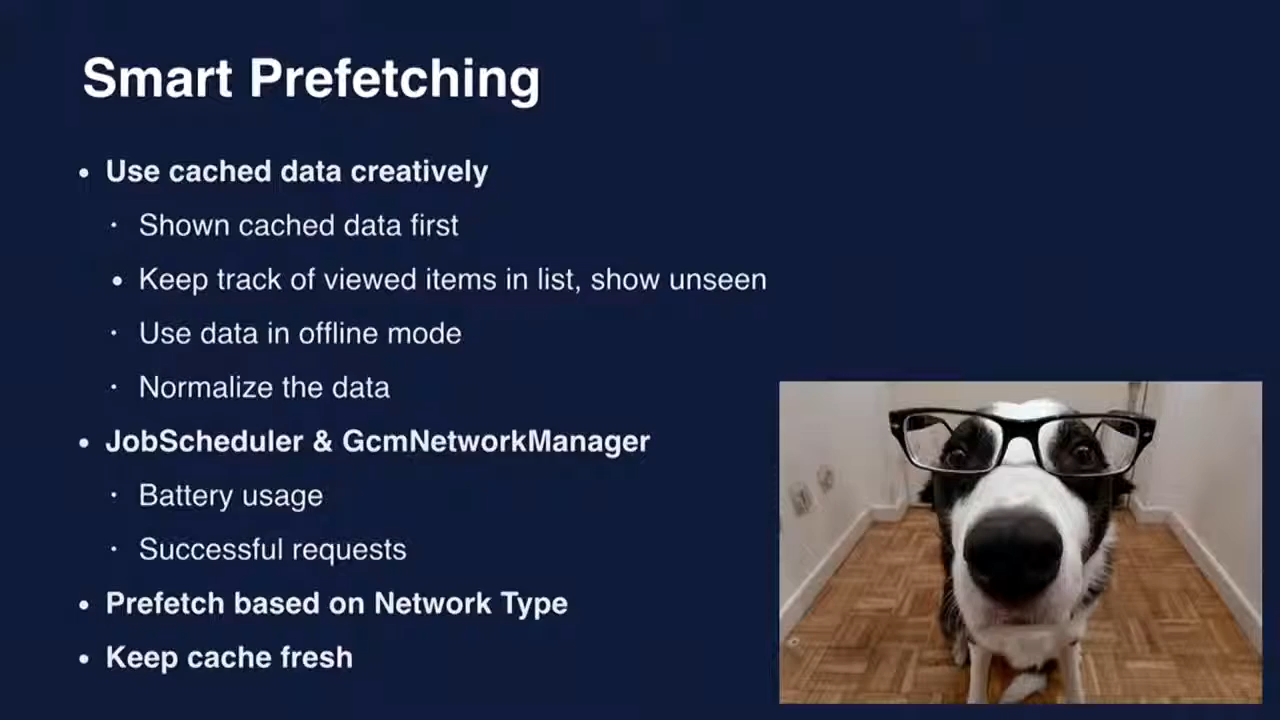 Smart Prefetching
• Use cached data creatively
· Shown cached data first
• Keep track of viewed items in list, show unseen
· Use data in offline mode
· Normalize the data
• JobScheduler & GcmNetworkManager
· Battery usage
· Successful requests
• Prefetch based on Network Type
• Keep cache fresh